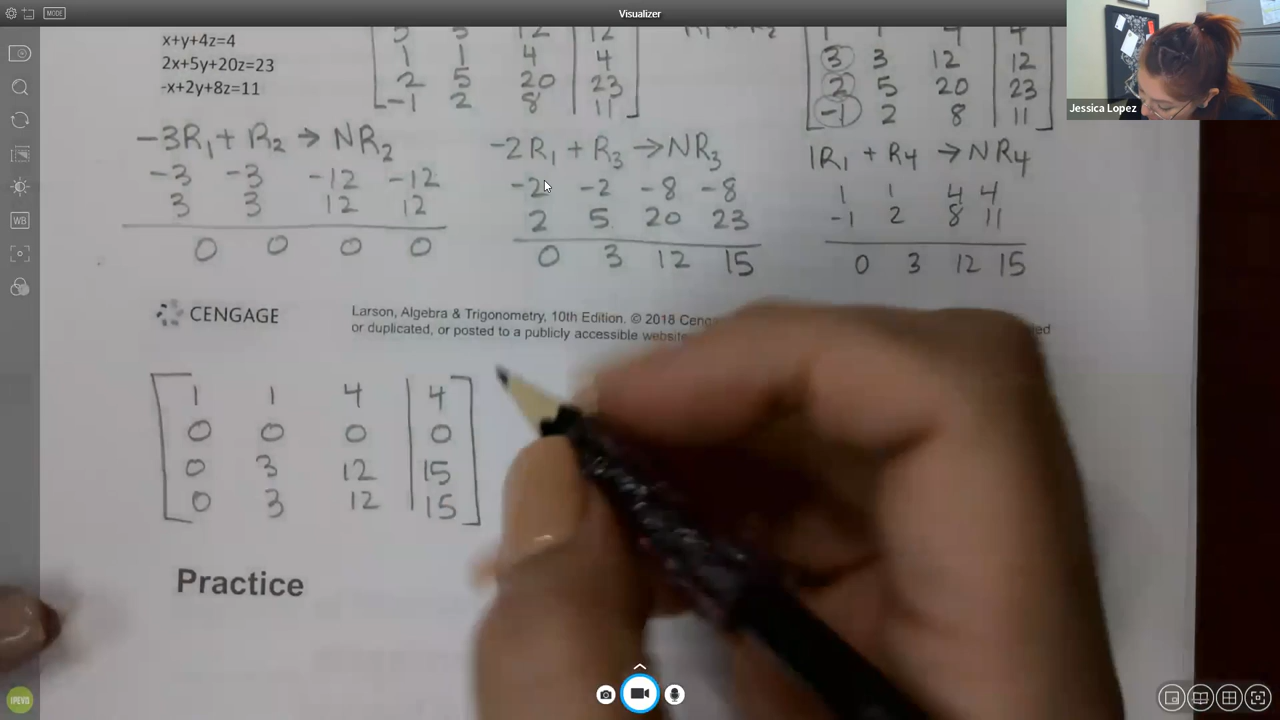 MODE
Visualizer
Jessica Lopez
x+y+4z=4
2x+5y+20z=23
-x+2y+8z=11
1 1 4 | 4
2 5 20 | 23
-1 2 8 | 11
3 3 12 | 12
2 5 20 | 23
-1 2 8 | 11
-3R₁ + R₂ → NR₂
-3 -3 -12 -12
3 3 12 12
0 0 0 0
-2R₁ + R₃ → NR₃
-2 -2 -8 -8
2 5 20 23
0 3 12 15
1R₁ + R₄ → NR₄
1 1 4 4
-1 2 8 11
0 3 12 15
CENGAGE
Larson, Algebra & Trigonometry, 10th Edition. © 2018 Ceng
or duplicated, or posted to a publicly accessible website
1 1 4 | 4
0 0 0 | 0
0 3 12 | 15
0 3 12 | 15
Practice
WB
IPEVO